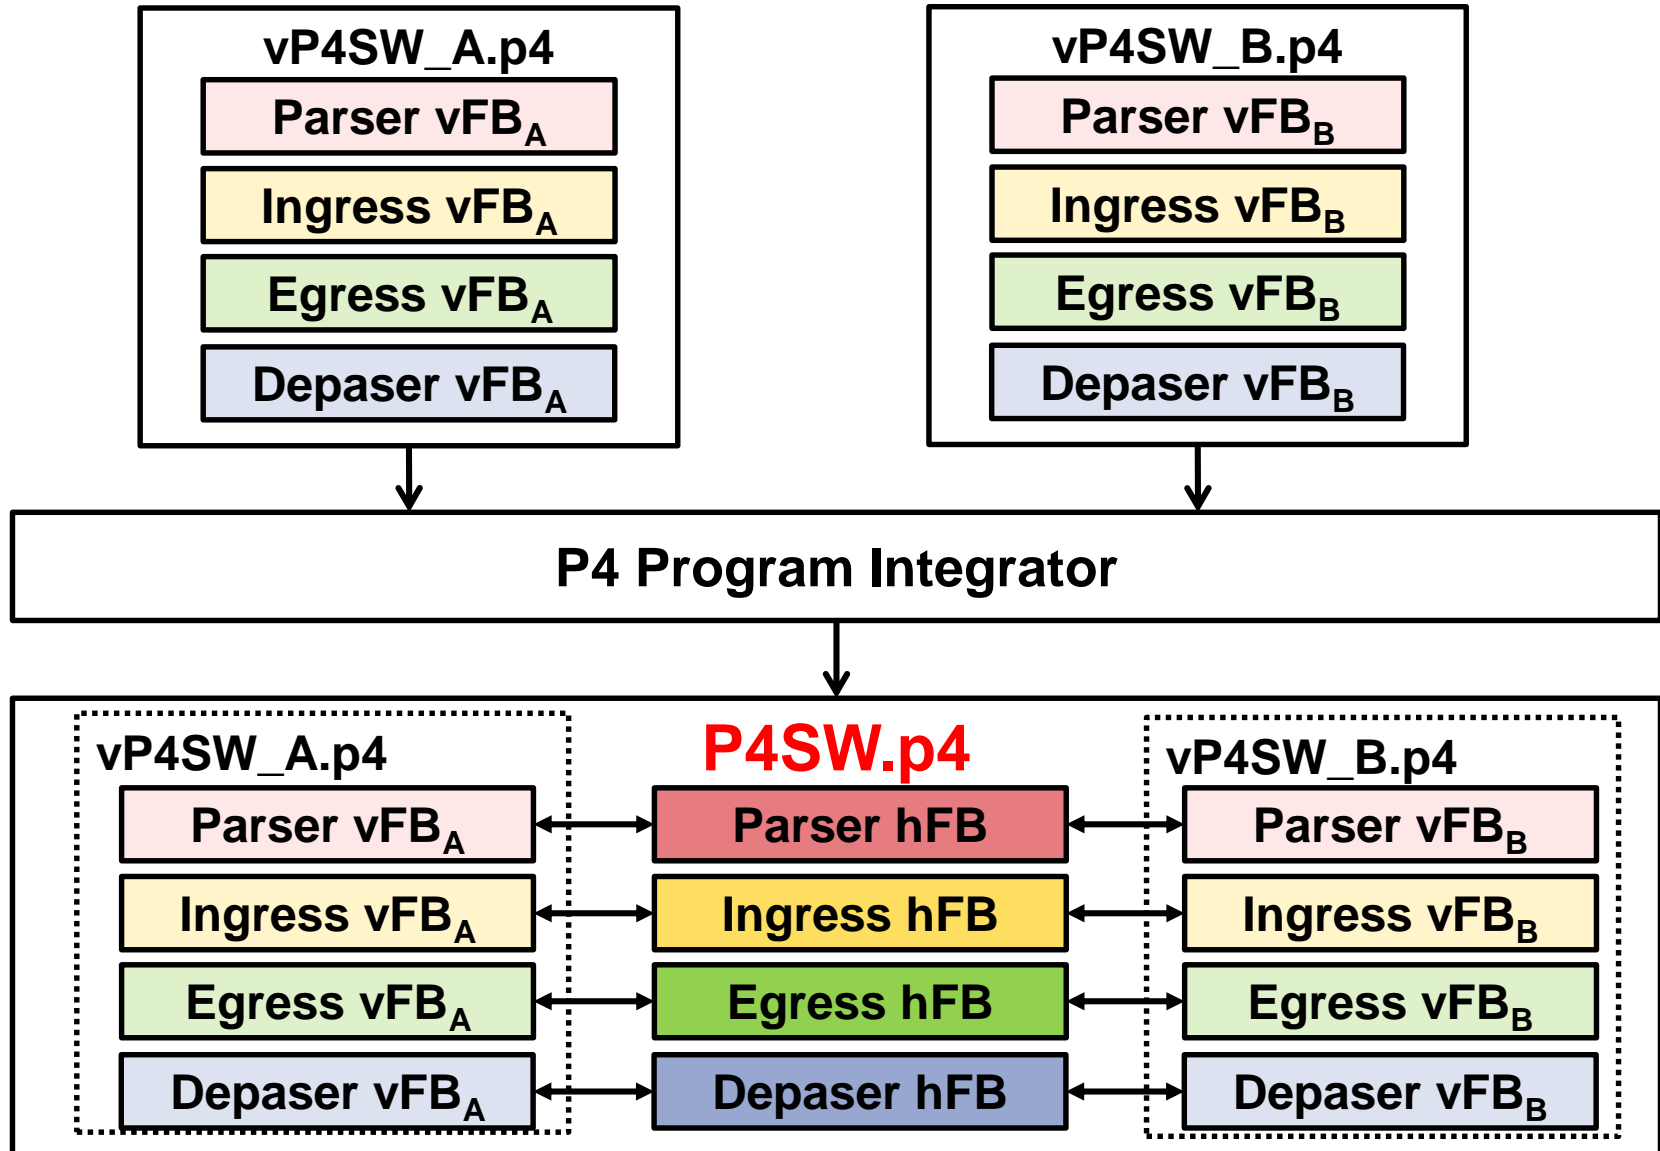 vP4SW_A.p4
Parser vFBA
Ingress vFBA
Egress vFBA
Depaser vFBA
vP4SW_B.p4
Parser vFBB
Ingress vFBB
Egress vFBB
Depaser vFBB
P4 Program Integrator
P4SW.p4
vP4SW_A.p4
vP4SW_B.p4
Parser vFBA
Parser hFB
Parser vFBB
Ingress vFBA
Ingress hFB
Ingress vFBB
Egress vFBA
Egress hFB
Egress vFBB
Depaser vFBA
Depaser hFB
Depaser vFBB